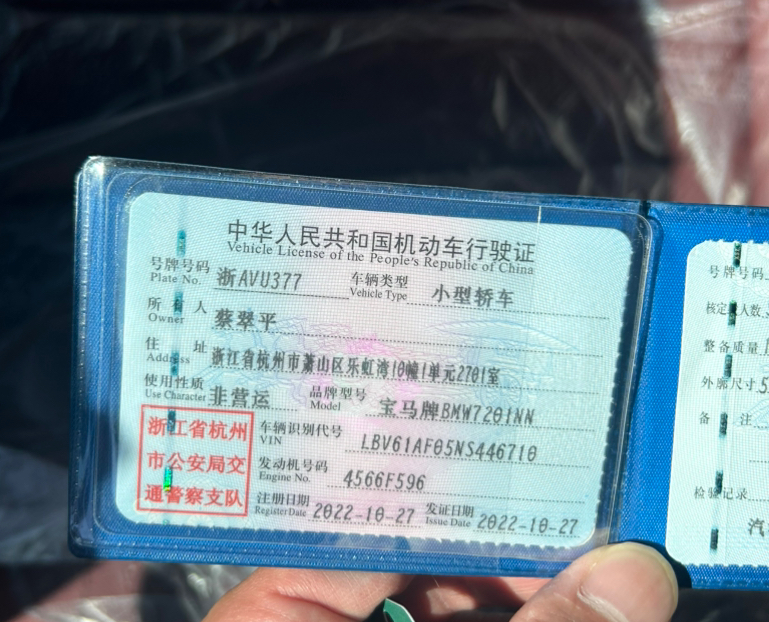 中华人民共和国机动车行驶证
Vehicle License of the People's Republic of China
号牌号码 浙AVU377 车辆类型 小型轿车
Plate No. Vehicle Type
所有人 蔡翠平
Owner
住址 浙江省杭州市萧山区乐虹湾10幢1单元2701室
Address
使用性质 非营运 品牌型号 宝马牌BMW7201NN
Use Character Model
浙江省杭州
市公安局交
通警察支队
车辆识别代号 LBV61AF05NS446710
VIN
发动机号码 4566F596
Engine No.
注册日期 2022-10-27 发证日期 2022-10-27
Register Date Issue Date
号牌号码
核定载人数
整备质量
外廓尺寸 5
备注
检验记录
汽